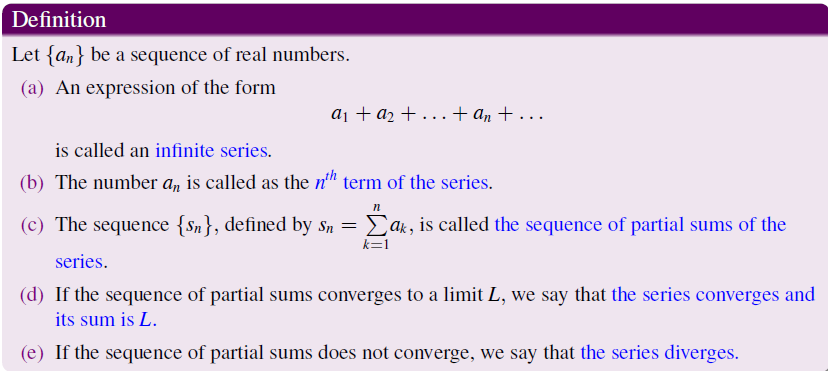 Definition
Let {aₙ} be a sequence of real numbers.
(a) An expression of the form
a₁ + a₂ + . . . + aₙ + . . .
is called an infinite series.
(b) The number aₙ is called as the nᵗʰ term of the series.
(c) The sequence {sₙ}, defined by sₙ = ∑ₖ₌₁ⁿ aₖ, is called the sequence of partial sums of the
series.
(d) If the sequence of partial sums converges to a limit L, we say that the series converges and
its sum is L.
(e) If the sequence of partial sums does not converge, we say that the series diverges.